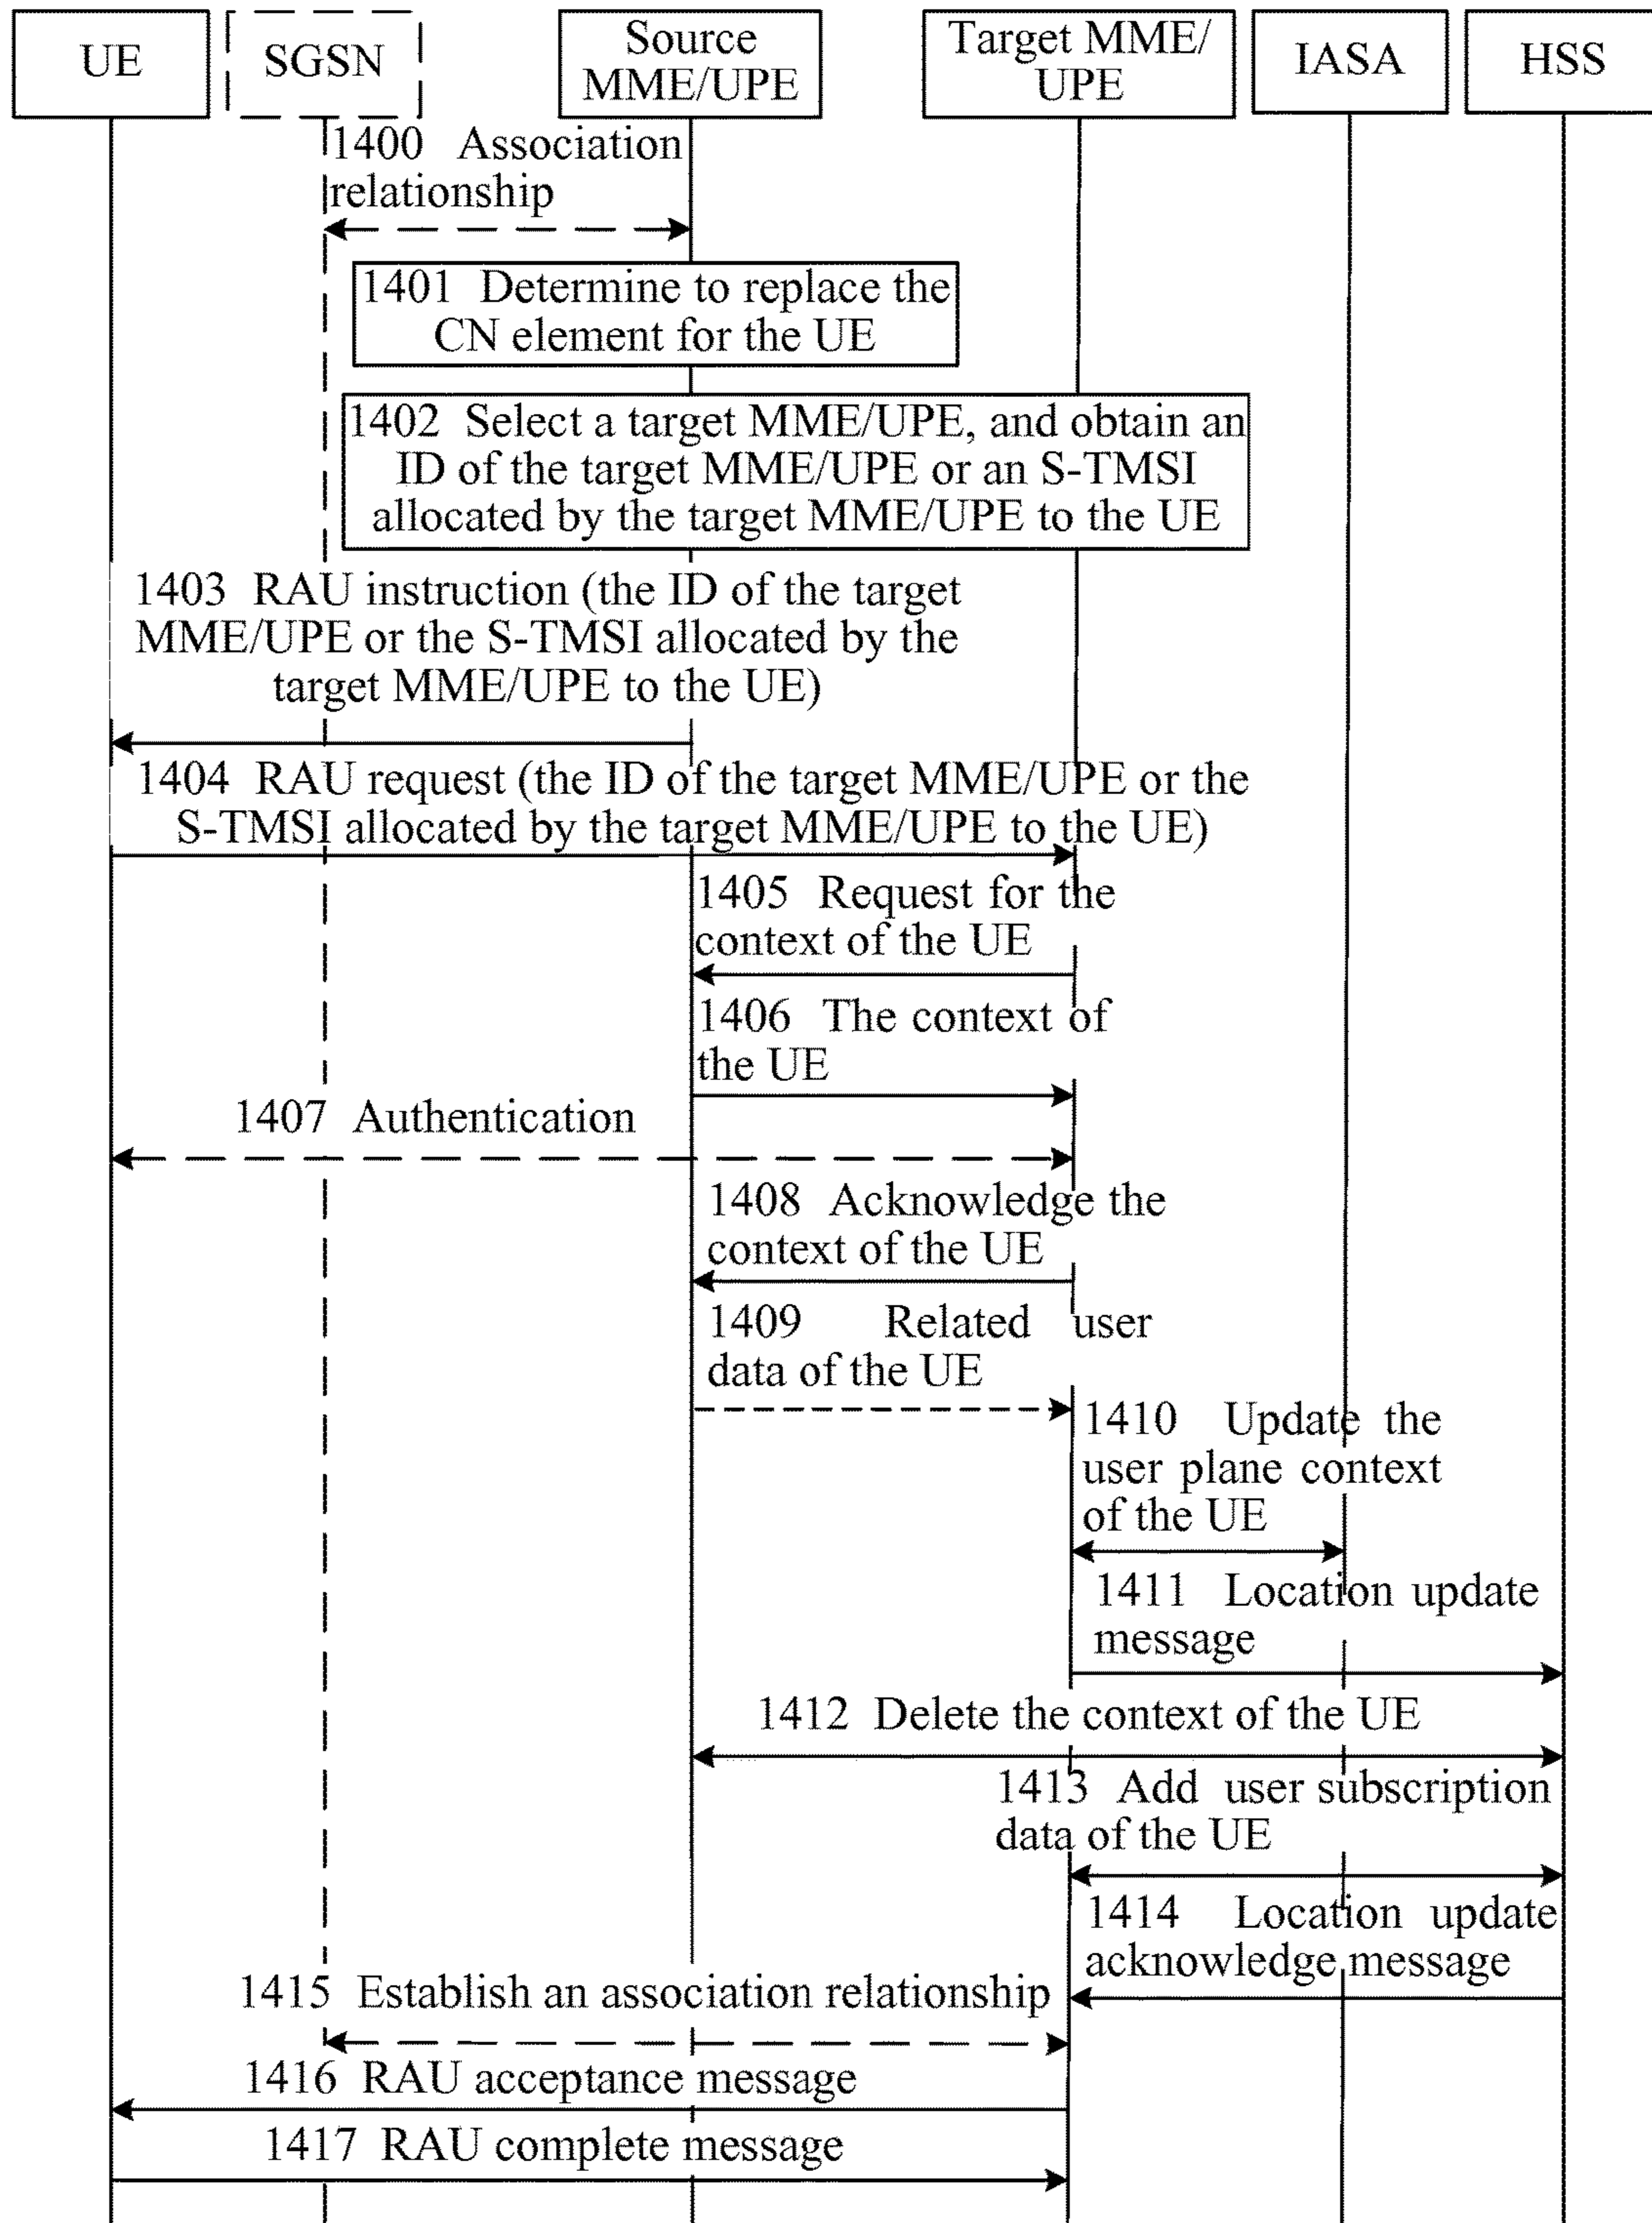 UE
SGSN
Source
MME/UPE
Target MME/
UPE
IASA
HSS
1400 Association
relationship
1401 Determine to replace the
CN element for the UE
1402 Select a target MME/UPE, and obtain an
ID of the target MME/UPE or an S-TMSI
allocated by the target MME/UPE to the UE
1403 RAU instruction (the ID of the target
MME/UPE or the S-TMSI allocated by the
target MME/UPE to the UE)
1404 RAU request (the ID of the target MME/UPE or the
S-TMSI allocated by the target MME/UPE to the UE)
1405 Request for the
context of the UE
1406 The context of
the UE
1407 Authentication
1408 Acknowledge the
context of the UE
1409 Related user
data of the UE
1410 Update the
user plane context
of the UE
1411 Location update
message
1412 Delete the context of the UE
1413 Add user subscription
data of the UE
1414 Location update
acknowledge message
1415 Establish an association relationship
1416 RAU acceptance message
1417 RAU complete message